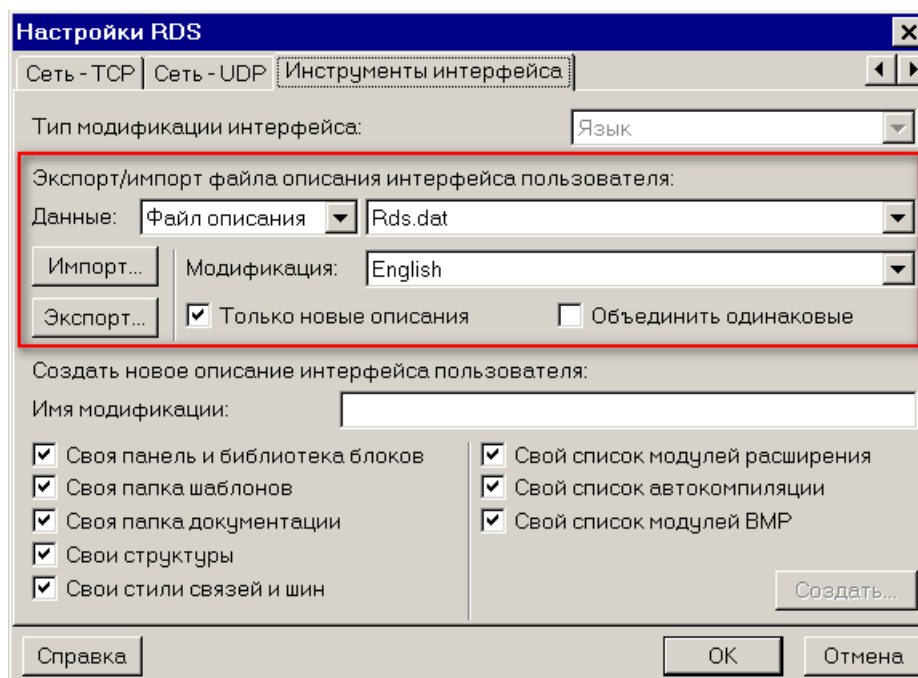 Настройки RDS
Сеть - TCP Сеть - UDP Инструменты интерфейса
Тип модификации интерфейса: Язык
Экспорт/импорт файла описания интерфейса пользователя:
Данные: Файл описания Rds.dat
Импорт... Модификация: English
Экспорт... Только новые описания Объединить одинаковые
Создать новое описание интерфейса пользователя:
Имя модификации:
Своя панель и библиотека блоков Свой список модулей расширения
Своя папка шаблонов Свой список автокомпиляции
Своя папка документации Свой список модулей BMP
Свои структуры
Свои стили связей и шин Создать...
Справка OK Отмена